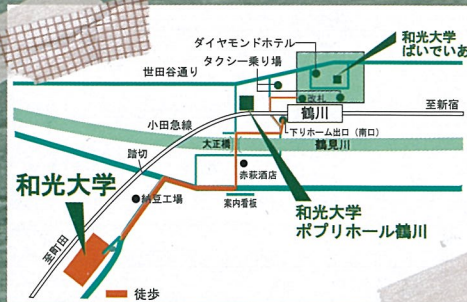 ダイヤモンドホテル
タクシー乗り場
世田谷通り
和光大学
ぱいでいあ
改札
鶴川
至新宿
小田急線
下りホーム出口（南口）
大正橋
鶴見川
踏切
赤萩酒店
和光大学
納豆工場
案内看板
和光大学
ポプリホール鶴川
至町田
徒歩